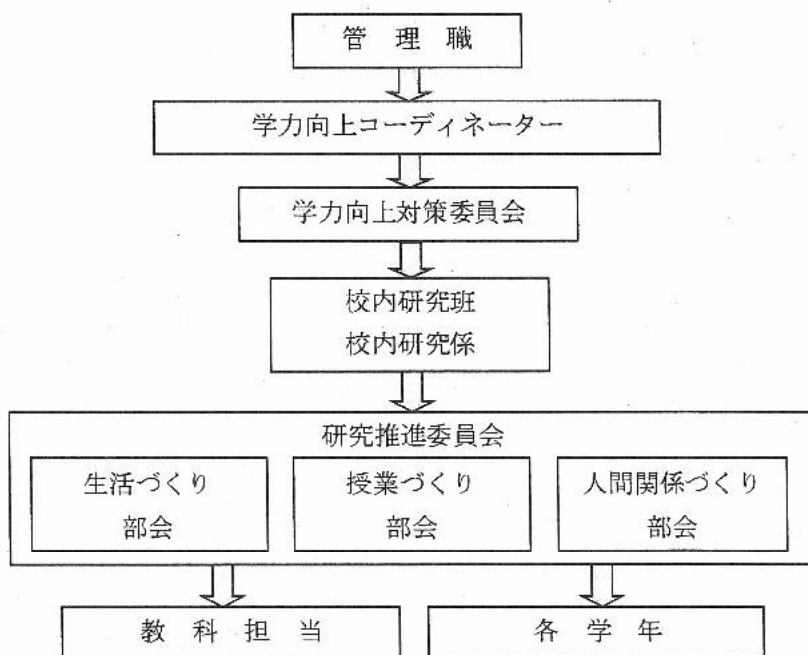 管理職
学力向上コーディネーター
学力向上対策委員会
校内研究班
校内研究係
研究推進委員会
生活づくり
部会
授業づくり
部会
人間関係づくり
部会
教科担当
各学年